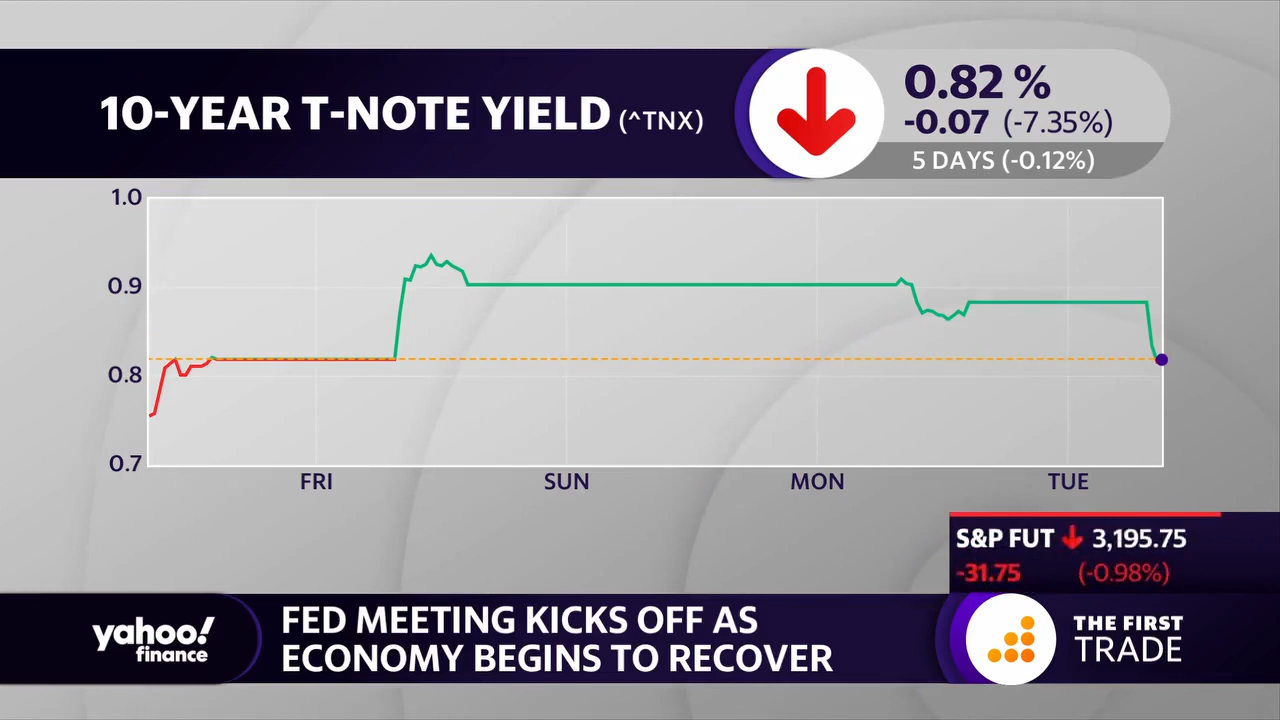 10-YEAR T-NOTE YIELD (^TNX)
0.82 %
-0.07 (-7.35%)
5 DAYS (-0.12%)
1.0
0.9
0.8
0.7
FRI SUN MON TUE
S&P FUT 3,195.75
-31.75 (-0.98%)
yahoo!
finance
FED MEETING KICKS OFF AS
ECONOMY BEGINS TO RECOVER
THE FIRST
TRADE